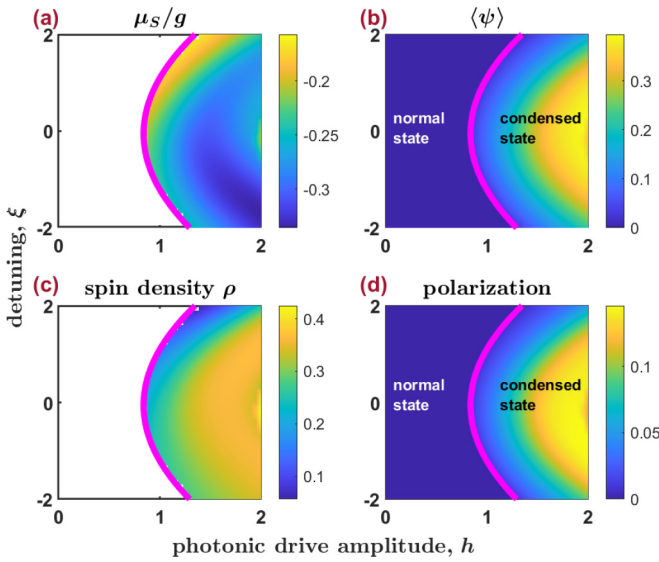 (a) μ_S/g
2
0
-2
0 1 2
-0.2
-0.25
-0.3
(b) ⟨ψ⟩
2
0
-2
0 1 2
normal
state
condensed
state
0.3
0.2
0.1
0
detuning, ξ
(c) spin density ρ
2
0
-2
0 1 2
0.4
0.3
0.2
0.1
(d) polarization
2
0
-2
0 1 2
normal
state
condensed
state
0.1
0.05
0
photonic drive amplitude, h